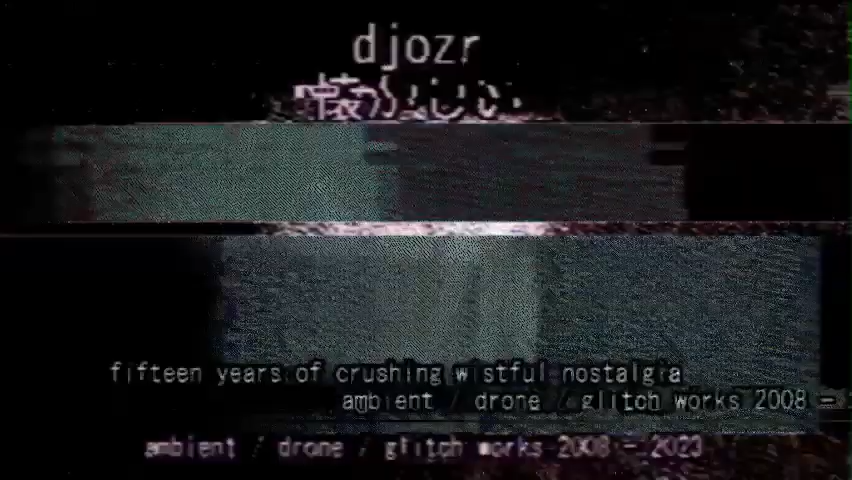 djozr
fifteen years of crushing wistful nostalgia
ambient / drone / glitch works 2008 -
ambient / drone / glitch works 2008 - 2023